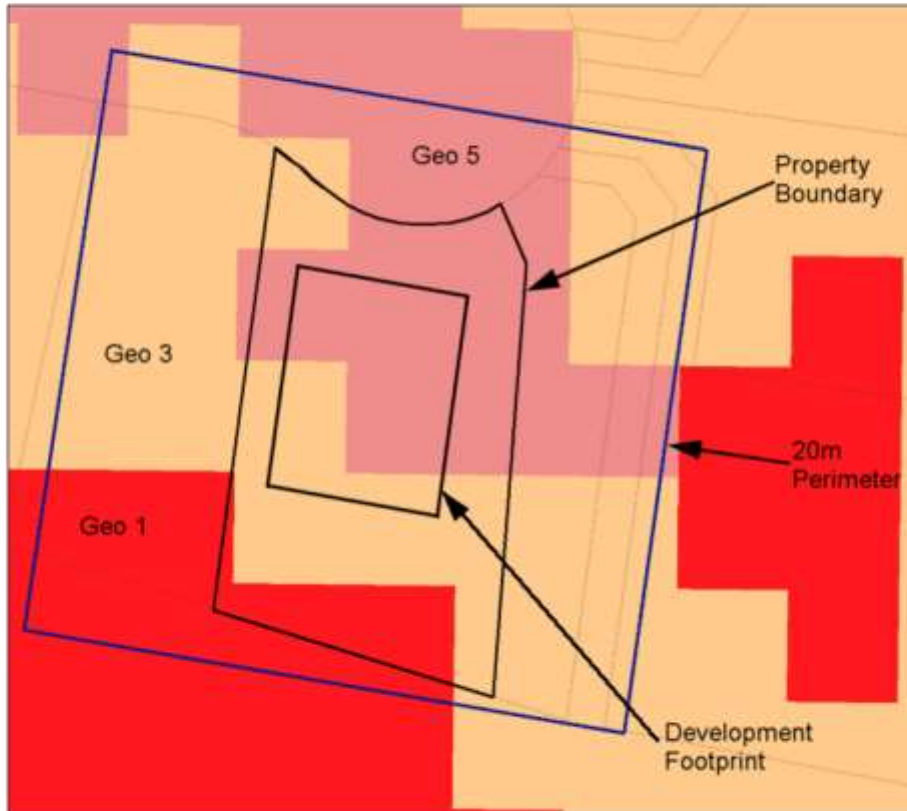 Geo 5
Property
Boundary
Geo 3
20m
Perimeter
Geo 1
Development
Footprint